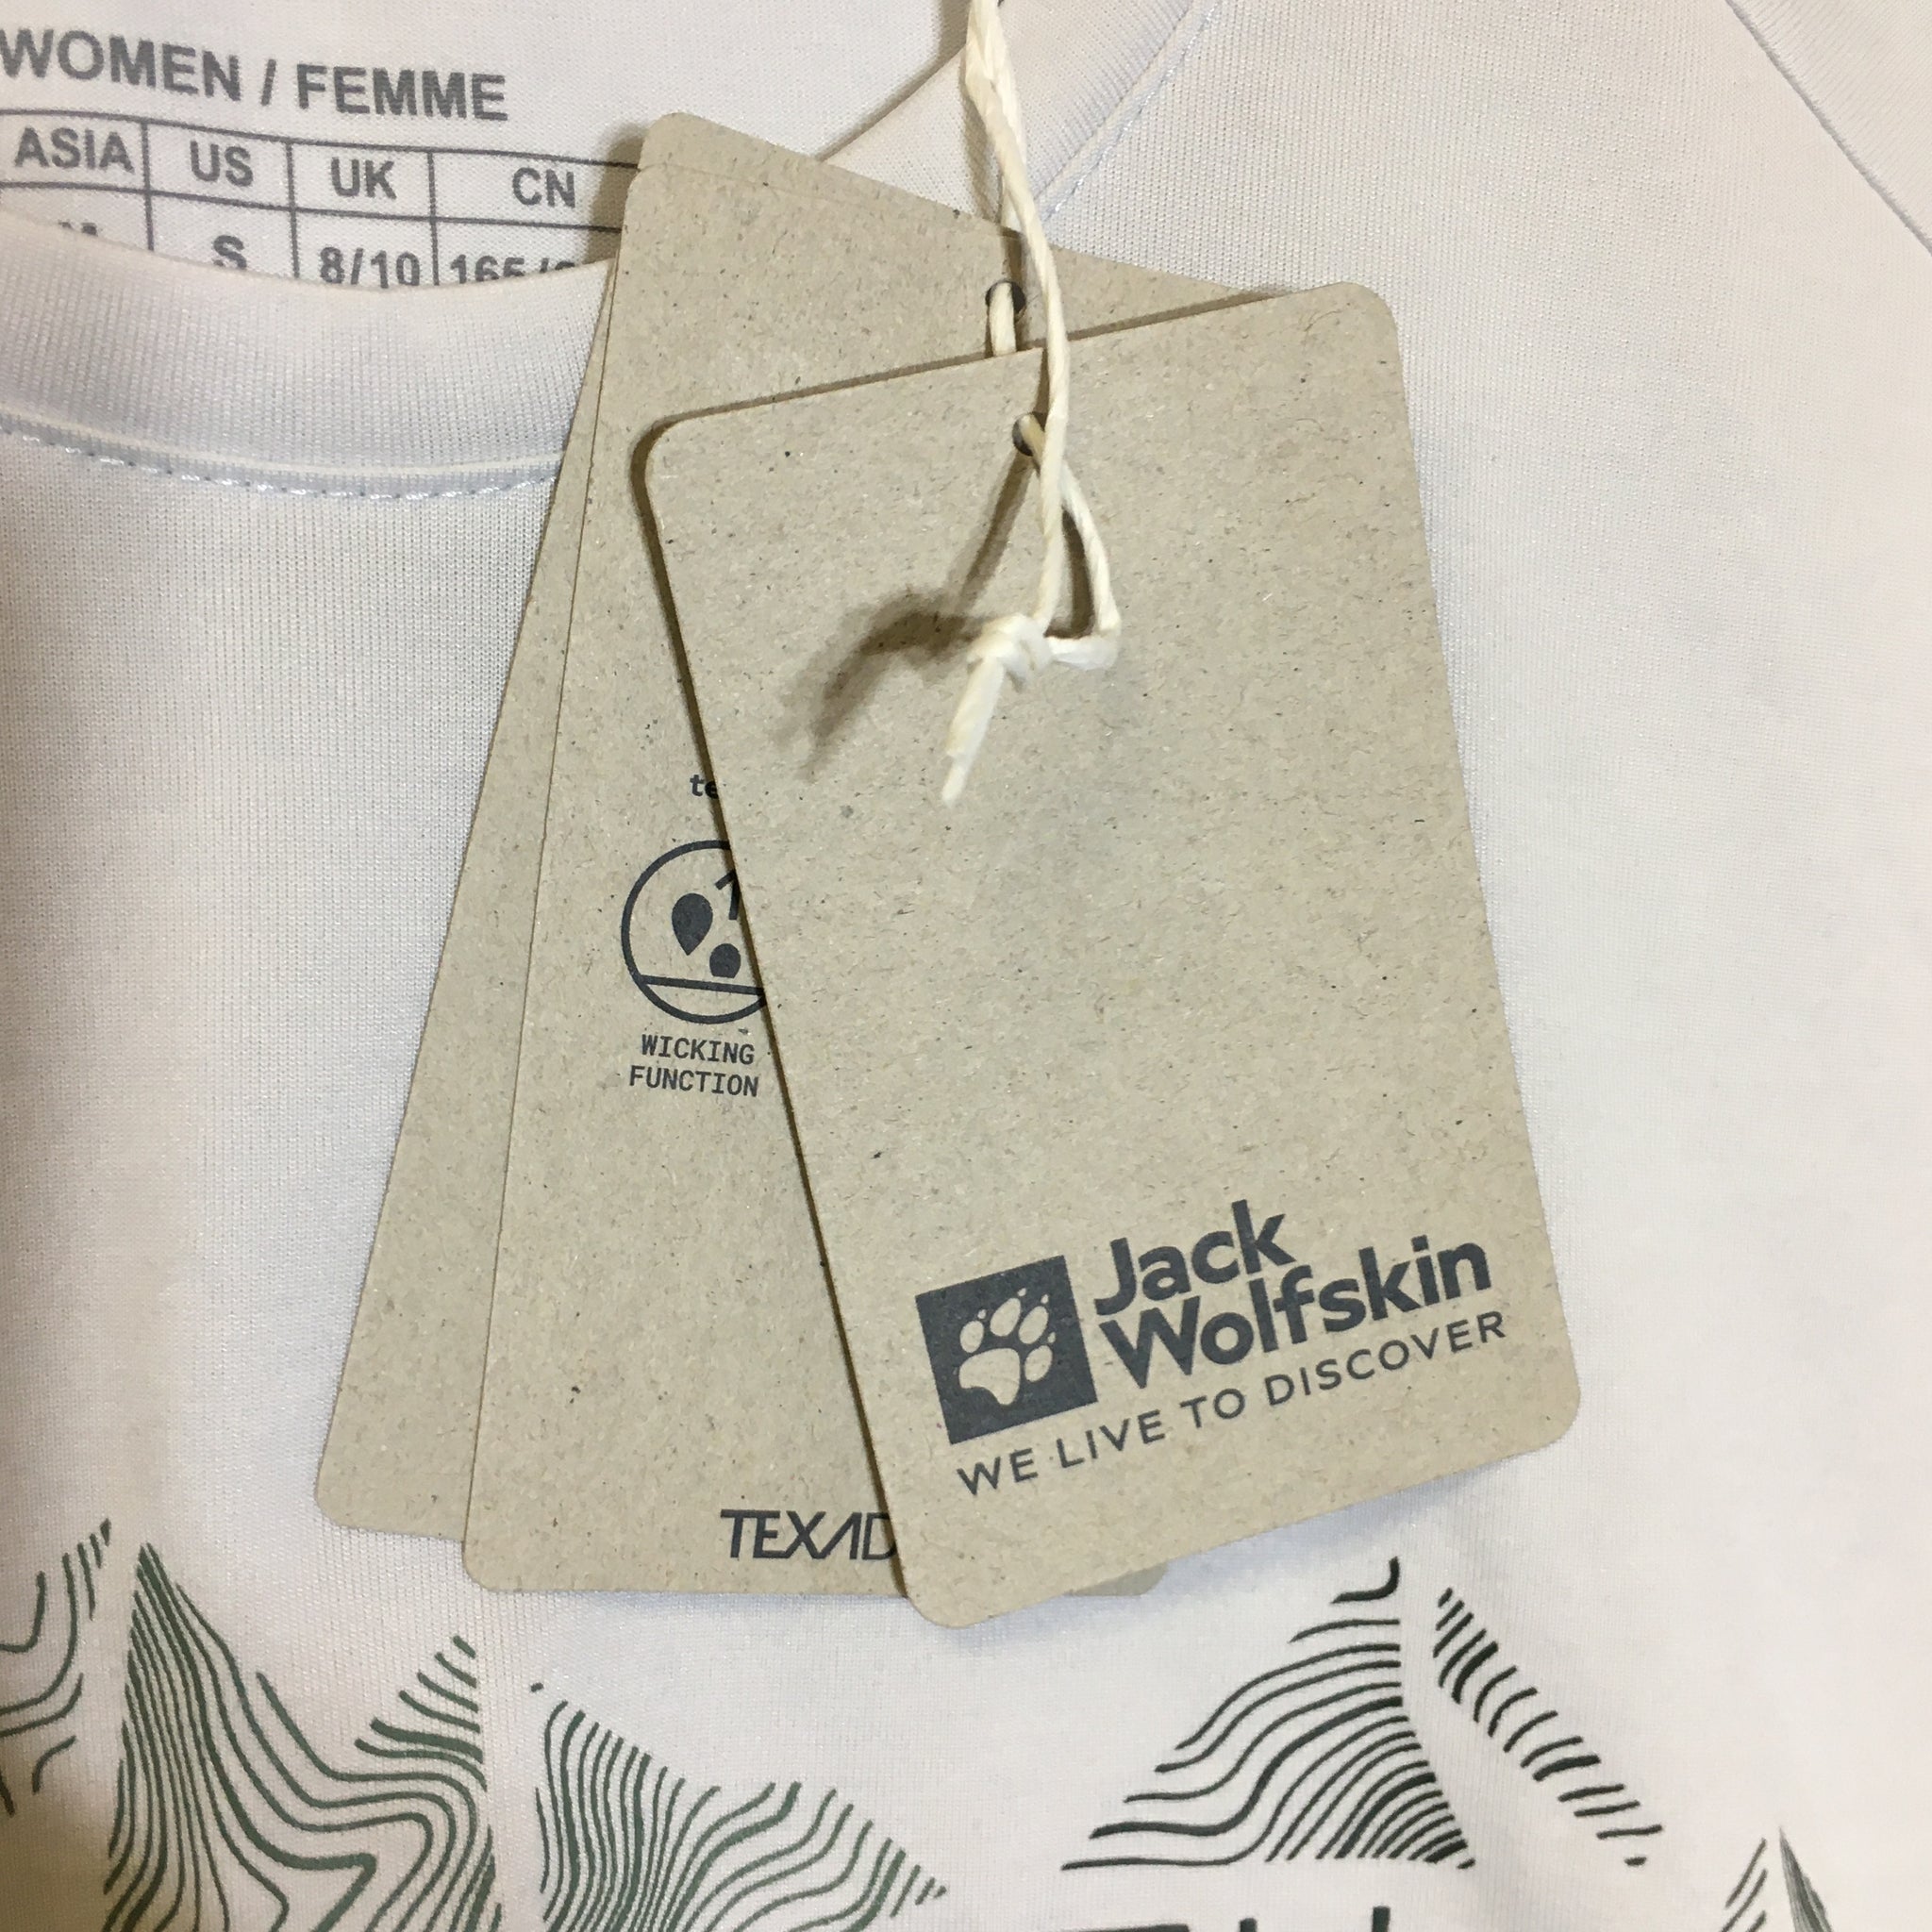 WOMEN / FEMME
ASIA US UK CN
M S 8/10
WICKING
FUNCTION
Jack
Wolfskin
WE LIVE TO DISCOVER